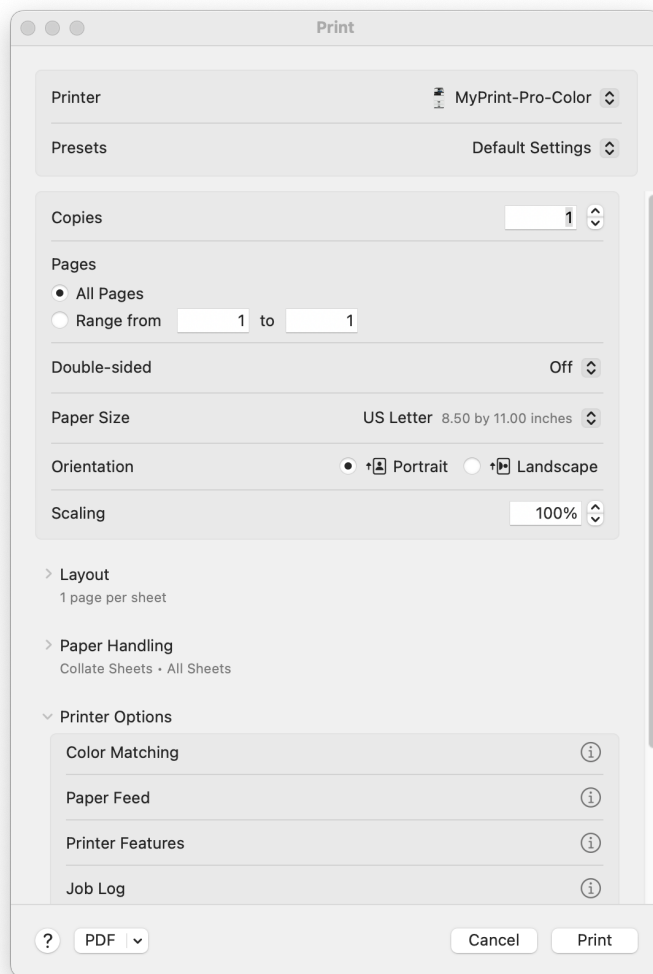 Print
Printer MyPrint-Pro-Color
Presets Default Settings
Copies 1
Pages
All Pages
Range from 1 to 1
Double-sided Off
Paper Size US Letter 8.50 by 11.00 inches
Orientation Portrait Landscape
Scaling 100%
Layout
1 page per sheet
Paper Handling
Collate Sheets • All Sheets
Printer Options
Color Matching
Paper Feed
Printer Features
Job Log
? PDF Cancel Print